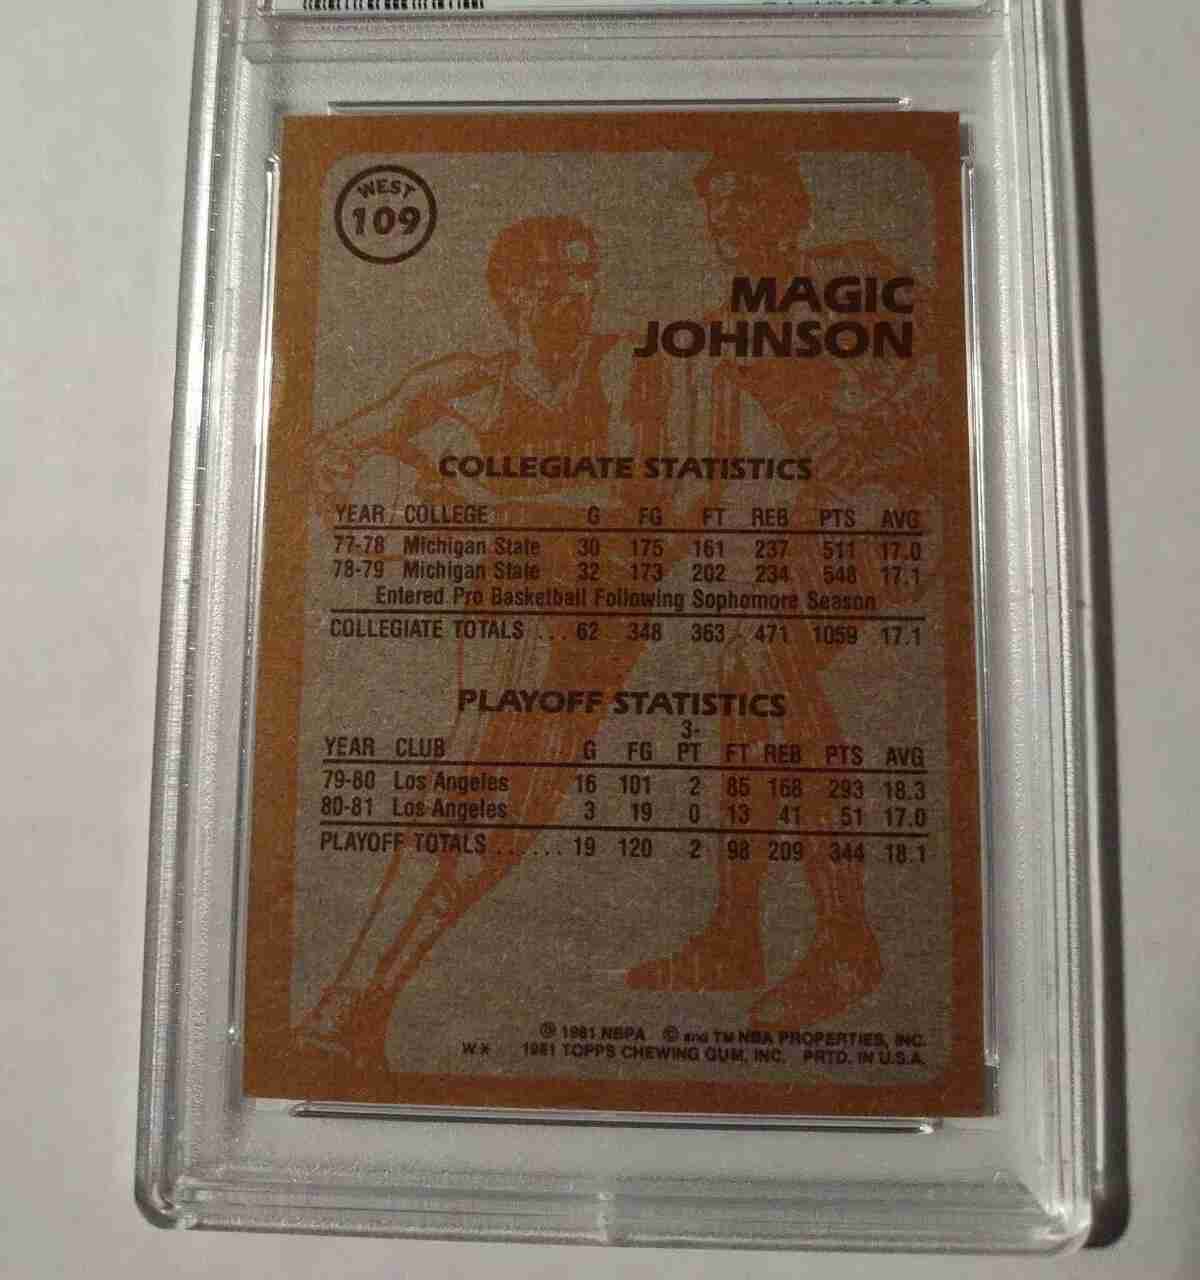 WEST
109
MAGIC
JOHNSON
COLLEGIATE STATISTICS
YEAR COLLEGE G FG FT REB PTS AVG
77-78 Michigan State 30 175 161 237 511 17.0
78-79 Michigan State 32 173 202 234 548 17.1
Entered Pro Basketball Following Sophomore Season
COLLEGIATE TOTALS ... 62 348 363 471 1059 17.1
PLAYOFF STATISTICS
YEAR CLUB G FG 3-PT FT REB PTS AVG
79-80 Los Angeles 16 101 2 85 168 293 18.3
80-81 Los Angeles 3 19 0 13 41 51 17.0
PLAYOFF TOTALS ...... 19 120 2 98 209 344 18.1
Ⓟ 1981 NBPA © and TM NBA PROPERTIES, INC.
W* 1981 TOPPS CHEWING GUM, INC. PRTD. IN U.S.A.